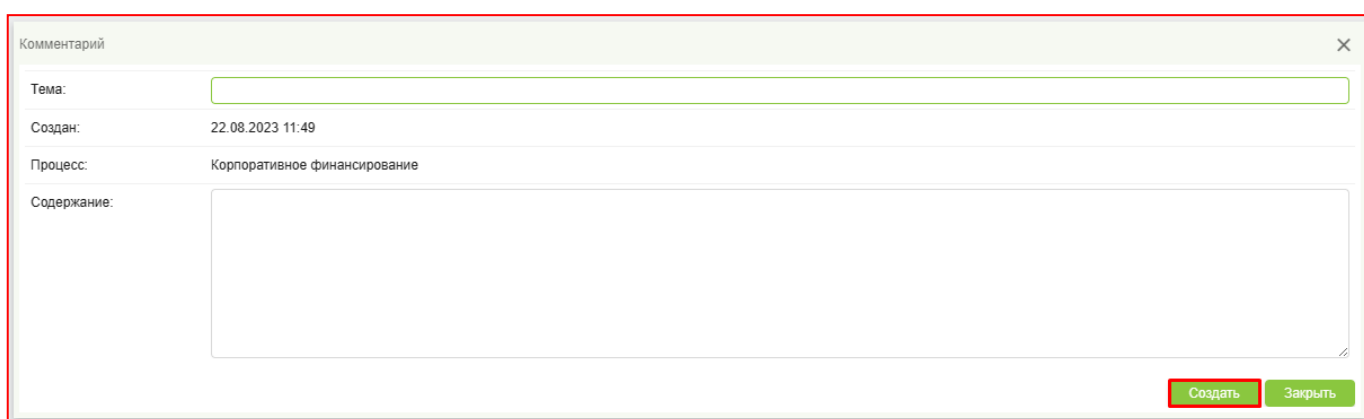 Комментарий
Тема:
Создан: 22.08.2023 11:49
Процесс: Корпоративное финансирование
Содержание:
Создать Закрыть